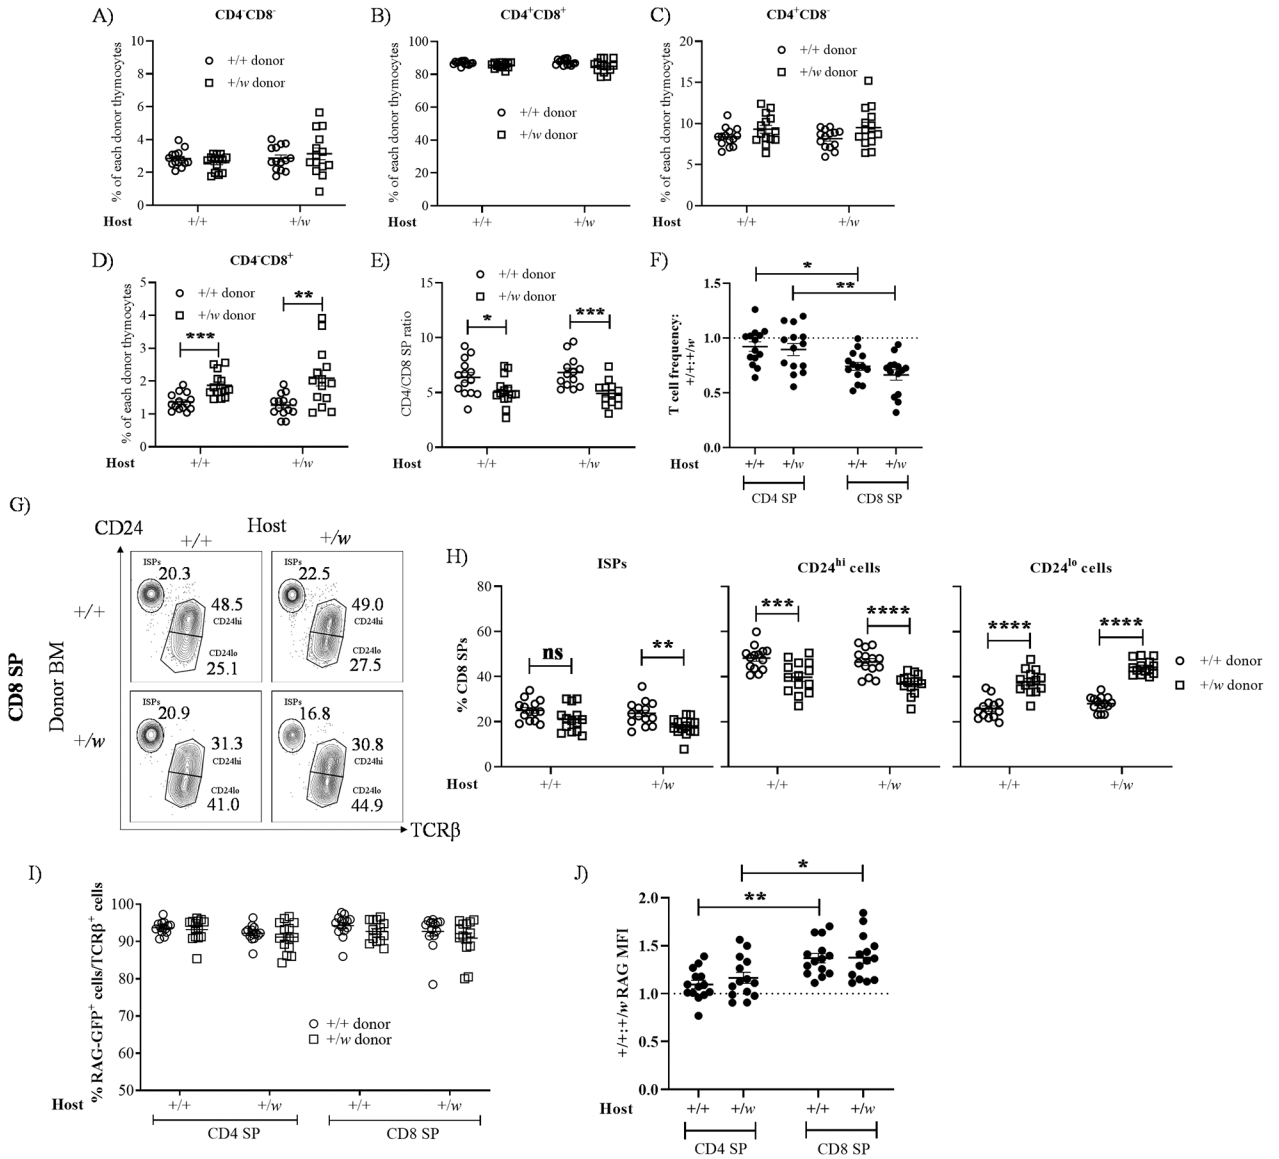 A) CD4-CD8-
% of each donor thymocytes
10
8
6
4
2
0
+/+ donor
+/w donor
Host +/+ +/w
B) CD4+CD8+
% of each donor thymocytes
100
80
60
40
20
0
+/+ donor
+/w donor
+/+ +/w
C) CD4+CD8-
% of each donor thymocytes
20
15
10
5
0
+/+ donor
+/w donor
+/+ +/w
D) CD4-CD8+
% of each donor thymocytes
5
4
3
2
1
0
+/+ donor
+/w donor
*** **
Host +/+ +/w
E)
CD4/CD8 SP ratio
15
10
5
0
+/+ donor
+/w donor
* ***
Host +/+ +/w
F)
T cell frequency:
+/+:+/w
1.5
1.0
0.5
0.0
*
**
Host +/+ +/w +/+ +/w
CD4 SP CD8 SP
G)
CD24 Host
+/+ +/w
CD8 SP
Donor BM
+/+
ISPs
20.3
48.5
CD24hi
CD24lo
25.1
ISPs
22.5
49.0
CD24hi
CD24lo
27.5
+/w
ISPs
20.9
31.3
CD24hi
CD24lo
41.0
ISPs
16.8
30.8
CD24hi
CD24lo
44.9
TCRβ
H) ISPs CD24hi cells CD24lo cells
% CD8 SPs
80
60
40
20
0
ns ** *** **** **** ****
+/+ donor
+/w donor
Host +/+ +/w +/+ +/w +/+ +/w
I)
% RAG-GFP+ cells/TCRβ+ cells
100
90
80
70
60
50
+/+ donor
+/w donor
Host +/+ +/w +/+ +/w
CD4 SP CD8 SP
J)
+/+:+/w RAG MFI
2.0
1.5
1.0
0.5
0.0
*
**
Host +/+ +/w +/+ +/w
CD4 SP CD8 SP